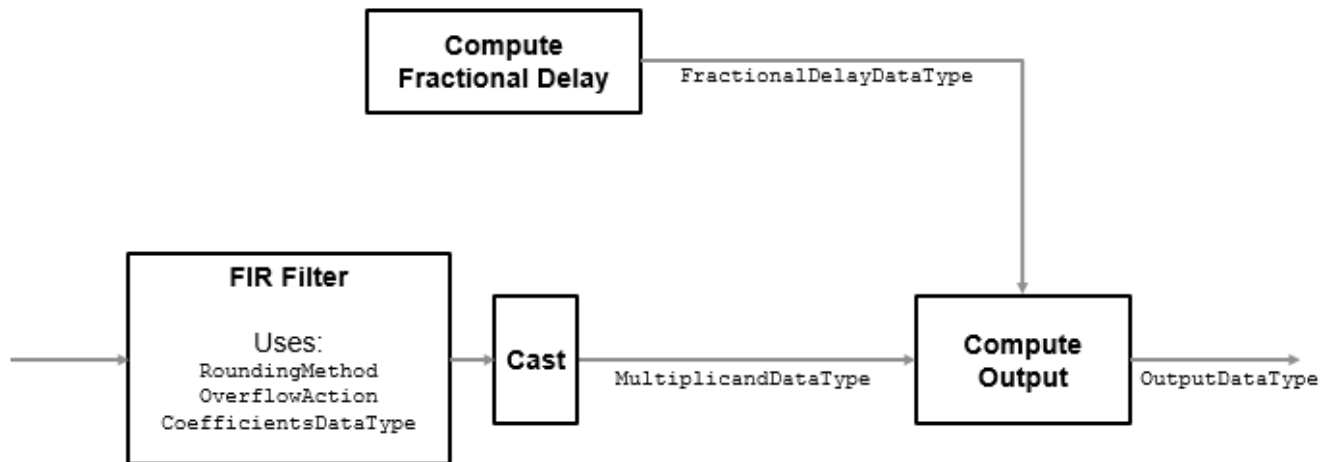 Compute
Fractional Delay
FractionalDelayDataType
FIR Filter
Uses:
RoundingMethod
OverflowAction
CoefficientsDataType
Cast
MultiplicandDataType
Compute
Output
OutputDataType